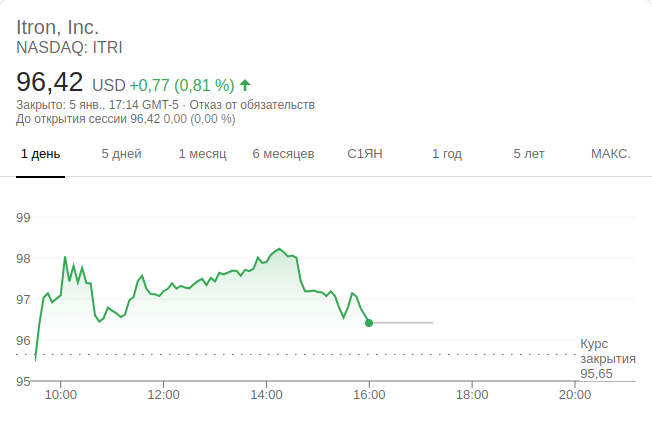 Itron, Inc.
NASDAQ: ITRI
96,42 USD +0,77 (0,81 %)
Закрыто: 5 янв., 17:14 GMT-5 · Отказ от обязательств
До открытия сессии 96,42 0,00 (0,00 %)
1 день 5 дней 1 месяц 6 месяцев С1ЯН 1 год 5 лет МАКС.
99
98
97
96
Курс
закрытия
95,65
95
10:00 12:00 14:00 16:00 18:00 20:00